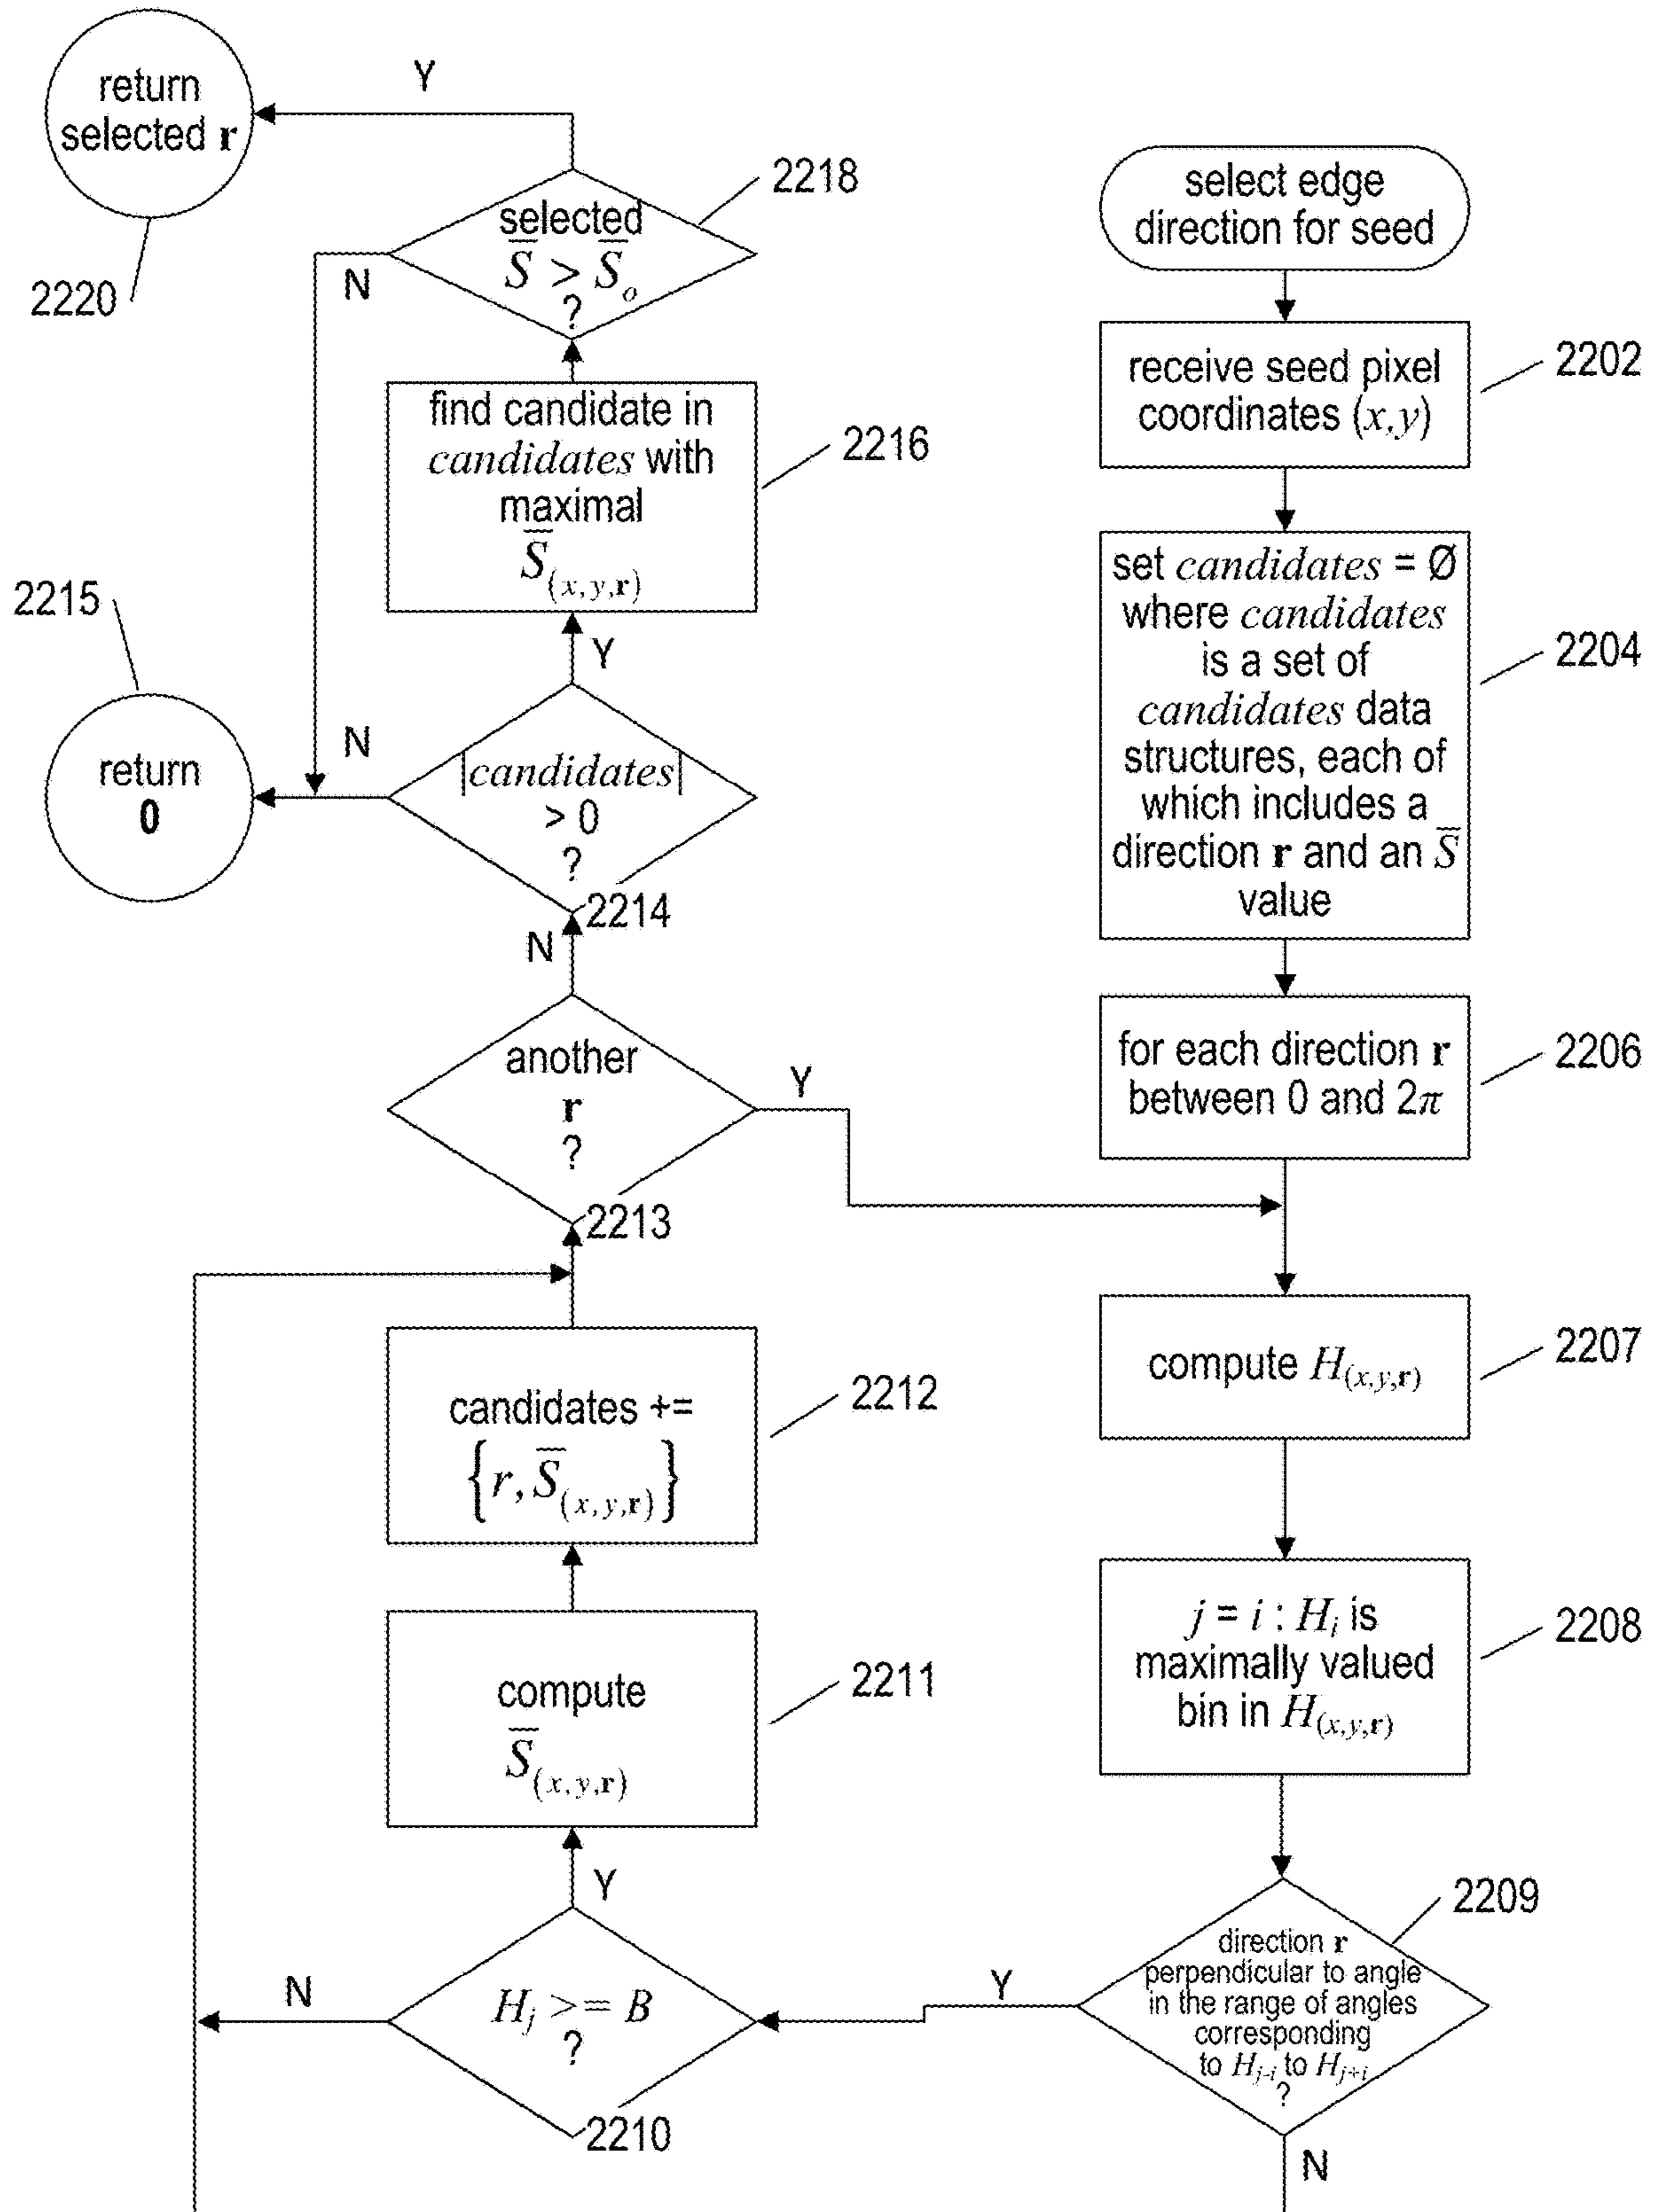 select edge
direction for seed
receive seed pixel
coordinates (x,y)
2202
set candidates = Ø
where candidates
is a set of
candidates data
structures, each of
which includes a
direction r and an S̅
value
2204
for each direction r
between 0 and 2π
2206
compute H(x,y,r)
2207
j = i : Hi is
maximally valued
bin in H(x,y,r)
2208
direction r
perpendicular to angle
in the range of angles
corresponding
to Hj-i to Hj+i
?
2209
Y
N
Hj >= B
?
2210
N
Y
compute
S̅(x,y,r)
2211
candidates +=
{r, S̅(x,y,r)}
2212
another
r
?
2213
Y
N
|candidates|
> 0
?
2214
N
Y
return
0
2215
find candidate in
candidates with
maximal
S̅(x,y,r)
2216
selected
S̅ > S̅o
?
2218
N
Y
return
selected r
2220